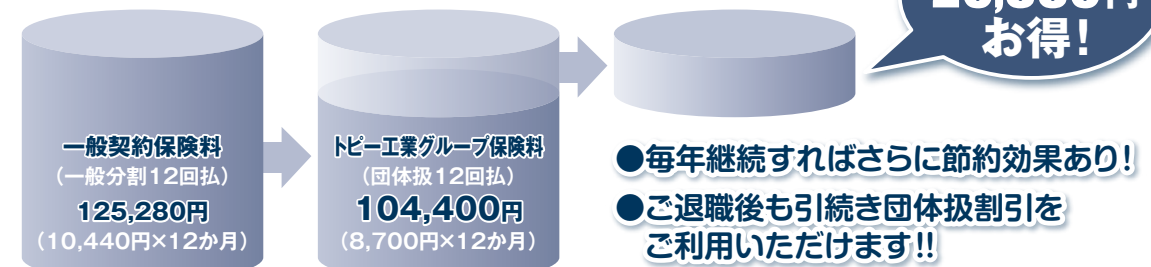 お得!
一般契約保険料
(一般分割12回払)
125,280円
(10,440円×12か月)
トピー工業グループ保険料
(団体扱12回払)
104,400円
(8,700円×12か月)
●毎年継続すればさらに節約効果あり!
●ご退職後も引続き団体扱割引を
ご利用いただけます!!